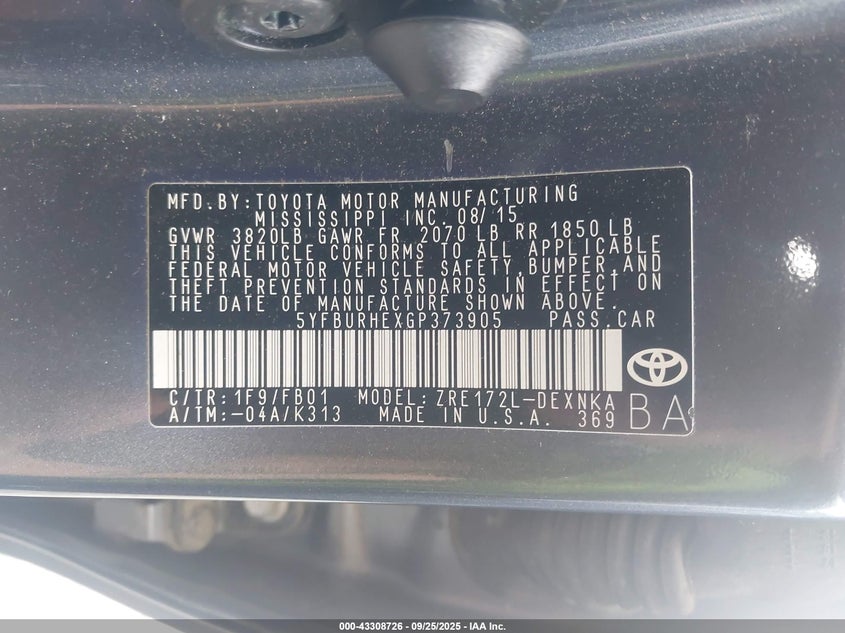 MFD.BY:TOYOTA MOTOR MANUFACTURING
MISSISSIPPI INC.08/15
GVWR 3820LB GAWR FR 2070 LB RR 1850 LB
THIS VEHICLE CONFORMS TO ALL APPLICABLE
FEDERAL MOTOR VEHICLE SAFETY,BUMPER,AND
THEFT PREVENTION STANDARDS IN EFFECT ON
THE DATE OF MANUFACTURE SHOWN ABOVE.
5YFBURHEXGP373905 PASS.CAR
C/TR:1F9/FB01 MODEL:ZRE172L-DEXNKA
A/TM:-04A/K313 MADE IN U.S.A. 369
BA
000-43308726 - 09/25/2025 - IAA Inc.